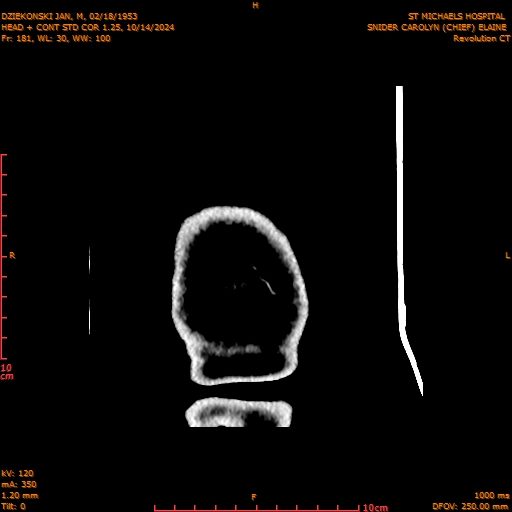 H
DZIEKONSKI JAN, M, 02/18/1953
HEAD + CONT STD COR 1.25, 10/14/2024
Fr: 181, WL: 30, WW: 100
ST MICHAELS HOSPITAL
SNIDER CAROLYN (CHIEF) ELAINE
Revolution CT
R
L
10
cm
kV: 120
mA: 350
1.20 mm
Tilt: 0
F
10cm
1000 ms
DFOV: 250.00 mm